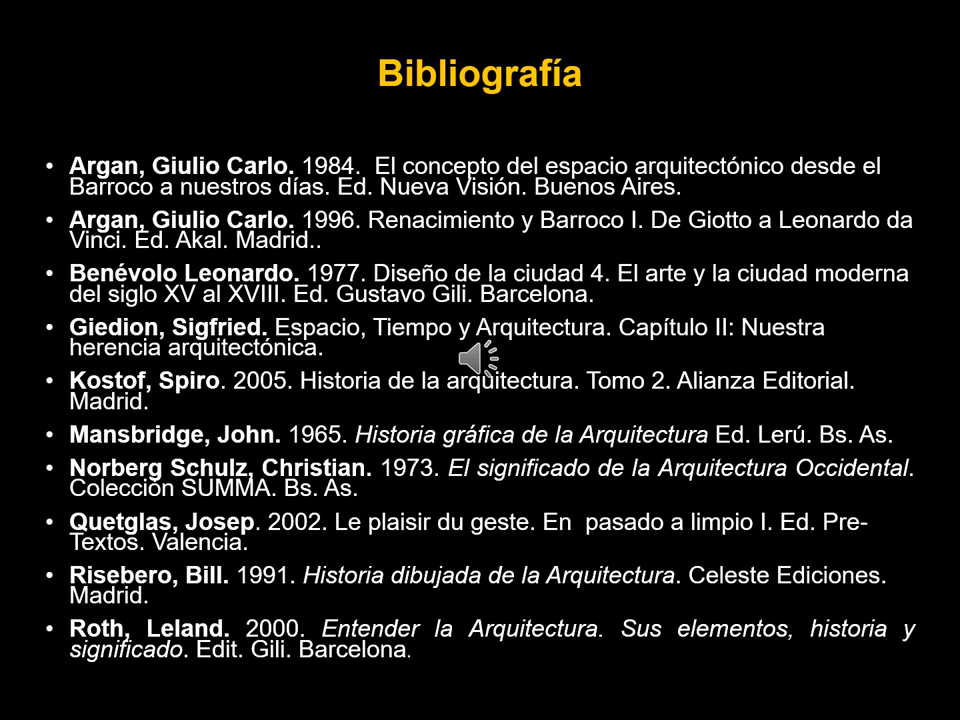 Bibliografía
• Argan, Giulio Carlo. 1984. El concepto del espacio arquitectónico desde el
Barroco a nuestros días. Ed. Nueva Visión. Buenos Aires.
• Argan, Giulio Carlo. 1996. Renacimiento y Barroco I. De Giotto a Leonardo da
Vinci. Ed. Akal. Madrid..
• Benévolo Leonardo. 1977. Diseño de la ciudad 4. El arte y la ciudad moderna
del siglo XV al XVIII. Ed. Gustavo Gili. Barcelona.
• Giedion, Sigfried. Espacio, Tiempo y Arquitectura. Capítulo II: Nuestra
herencia arquitectónica.
• Kostof, Spiro. 2005. Historia de la arquitectura. Tomo 2. Alianza Editorial.
Madrid.
• Mansbridge, John. 1965. Historia gráfica de la Arquitectura Ed. Lerú. Bs. As.
• Norberg Schulz, Christian. 1973. El significado de la Arquitectura Occidental.
Colección SUMMA. Bs. As.
• Quetglas, Josep. 2002. Le plaisir du geste. En pasado a limpio I. Ed. Pre-
Textos. Valencia.
• Risebero, Bill. 1991. Historia dibujada de la Arquitectura. Celeste Ediciones.
Madrid.
• Roth, Leland. 2000. Entender la Arquitectura. Sus elementos, historia y
significado. Edit. Gili. Barcelona.